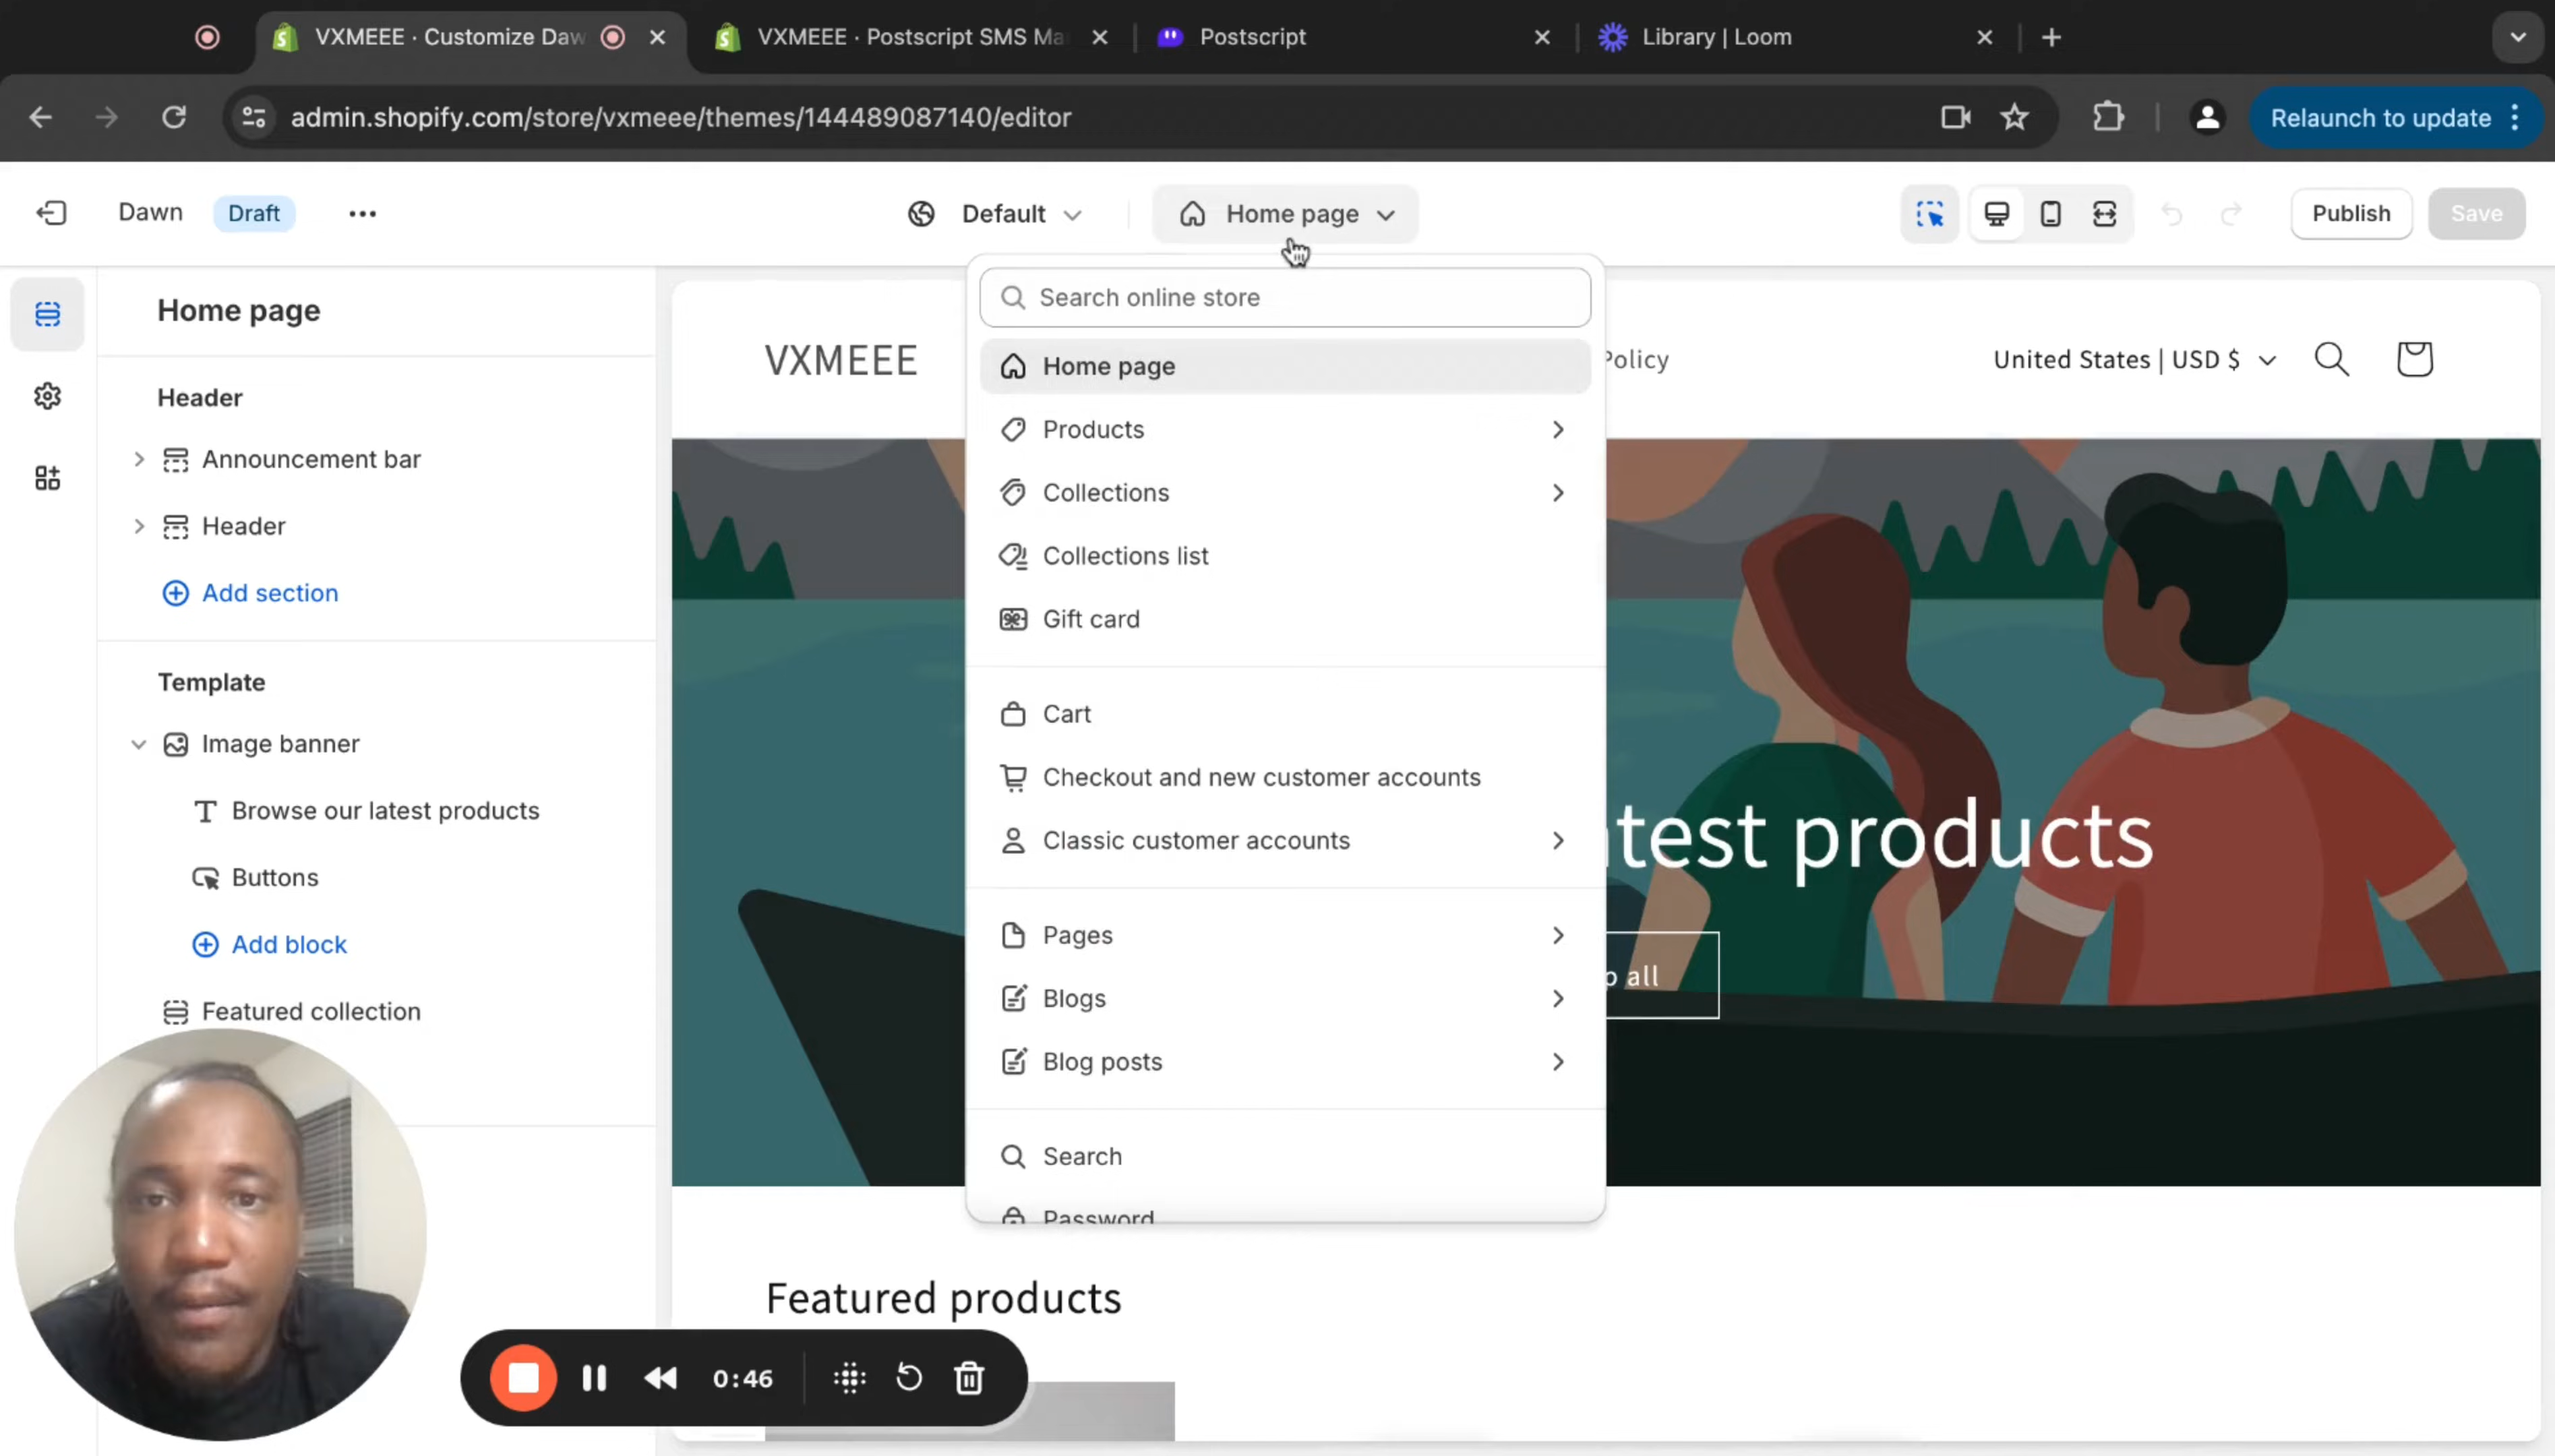 VXMEEE · Customize Daw
VXMEEE · Postscript SMS Ma
Postscript
Library | Loom
admin.shopify.com/store/vxmeee/themes/144489087140/editor
Relaunch to update
Dawn
Draft
Default
Home page
Publish
Save
Home page
Header
Announcement bar
Header
Add section
Template
Image banner
Browse our latest products
Buttons
Add block
Featured collection
Search online store
Home page
Products
Collections
Collections list
Gift card
Cart
Checkout and new customer accounts
Classic customer accounts
Pages
Blogs
Blog posts
Search
Password
VXMEEE
Policy
United States | USD $
atest products
p all
Featured products
0:46